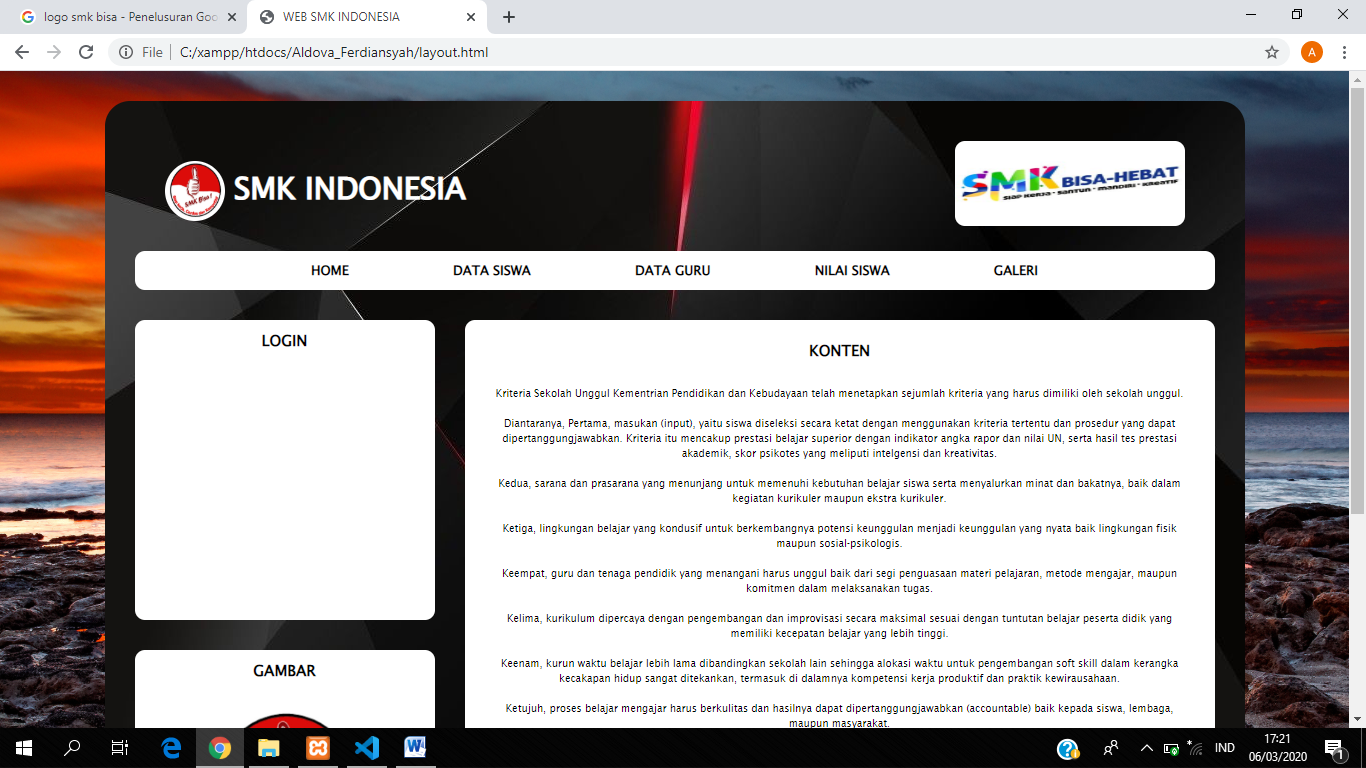 logo smk bisa - Penelusuran Goo
WEB SMK INDONESIA
File
C:/xampp/htdocs/Aldova_Ferdiansyah/layout.html
A
SMK Bisa!
SMK INDONESIA
SMK BISA-HEBAT
SIAP KERJA - SANTUN - MANDIRI - KREATIF
HOME
DATA SISWA
DATA GURU
NILAI SISWA
GALERI
LOGIN
GAMBAR
KONTEN
Kriteria Sekolah Unggul Kementrian Pendidikan dan Kebudayaan telah menetapkan sejumlah kriteria yang harus dimiliki oleh sekolah unggul.
Diantaranya, Pertama, masukan (input), yaitu siswa diseleksi secara ketat dengan menggunakan kriteria tertentu dan prosedur yang dapat
dipertanggungjawabkan. Kriteria itu mencakup prestasi belajar superior dengan indikator angka rapor dan nilai UN, serta hasil tes prestasi
akademik, skor psikotes yang meliputi intelgensi dan kreativitas.
Kedua, sarana dan prasarana yang menunjang untuk memenuhi kebutuhan belajar siswa serta menyalurkan minat dan bakatnya, baik dalam
kegiatan kurikuler maupun ekstra kurikuler.
Ketiga, lingkungan belajar yang kondusif untuk berkembangnya potensi keunggulan menjadi keunggulan yang nyata baik lingkungan fisik
maupun sosial-psikologis.
Keempat, guru dan tenaga pendidik yang menangani harus unggul baik dari segi penguasaan materi pelajaran, metode mengajar, maupun
komitmen dalam melaksanakan tugas.
Kelima, kurikulum dipercaya dengan pengembangan dan improvisasi secara maksimal sesuai dengan tuntutan belajar peserta didik yang
memiliki kecepatan belajar yang lebih tinggi.
Keenam, kurun waktu belajar lebih lama dibandingkan sekolah lain sehingga alokasi waktu untuk pengembangan soft skill dalam kerangka
kecakapan hidup sangat ditekankan, termasuk di dalamnya kompetensi kerja produktif dan praktik kewirausahaan.
Ketujuh, proses belajar mengajar harus berkulitas dan hasilnya dapat dipertanggungjawabkan (accountable) baik kepada siswa, lembaga,
maupun masyarakat.
IND
17:21
06/03/2020
1